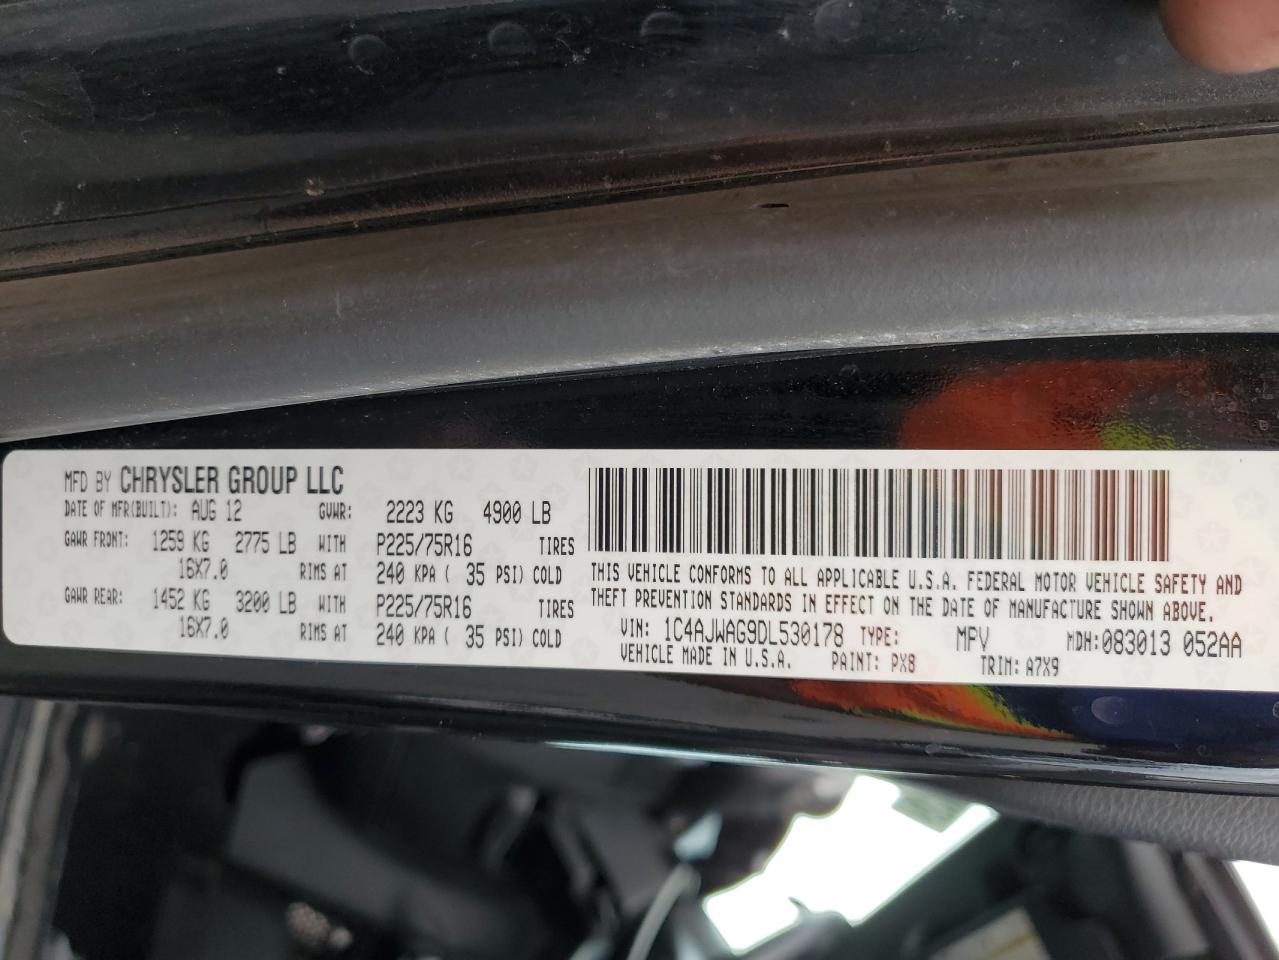 MFD BY CHRYSLER GROUP LLC
DATE OF MFR(BUILT): AUG 12 GVWR: 2223 KG 4900 LB
GAWR FRONT: 1259 KG 2775 LB WITH P225/75R16 TIRES
16X7.0 RIMS AT 240 KPA ( 35 PSI) COLD
GAWR REAR: 1452 KG 3200 LB WITH P225/75R16 TIRES
16X7.0 RIMS AT 240 KPA ( 35 PSI) COLD
THIS VEHICLE CONFORMS TO ALL APPLICABLE U.S.A. FEDERAL MOTOR VEHICLE SAFETY AND
THEFT PREVENTION STANDARDS IN EFFECT ON THE DATE OF MANUFACTURE SHOWN ABOVE.
VIN: 1C4AJWAG9DL530178 TYPE: MPV MDH:083013 052AA
VEHICLE MADE IN U.S.A. PAINT: PX8 TRIM: A7X9